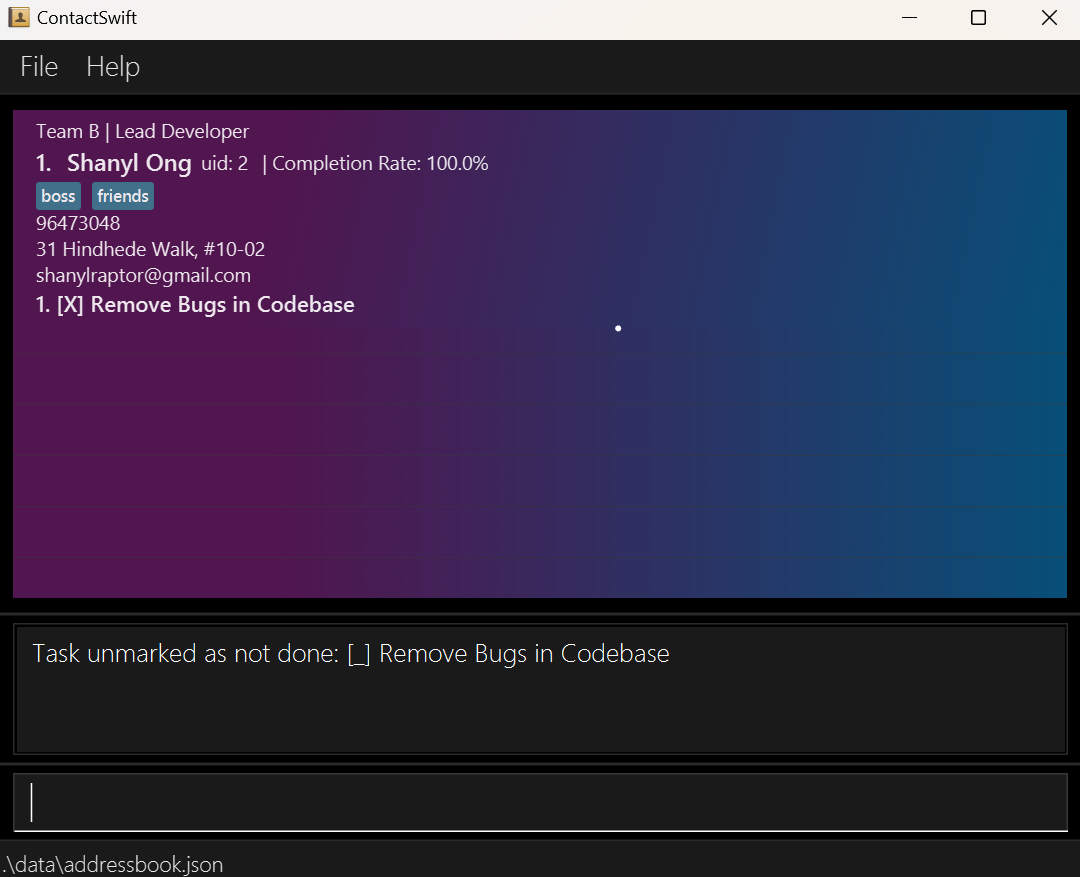 ContactSwift
File Help
Team B | Lead Developer
1. Shanyl Ong uid: 2 | Completion Rate: 100.0%
boss friends
96473048
31 Hindhede Walk, #10-02
shanylraptor@gmail.com
1. [X] Remove Bugs in Codebase
Task unmarked as not done: [_] Remove Bugs in Codebase
.\data\addressbook.json